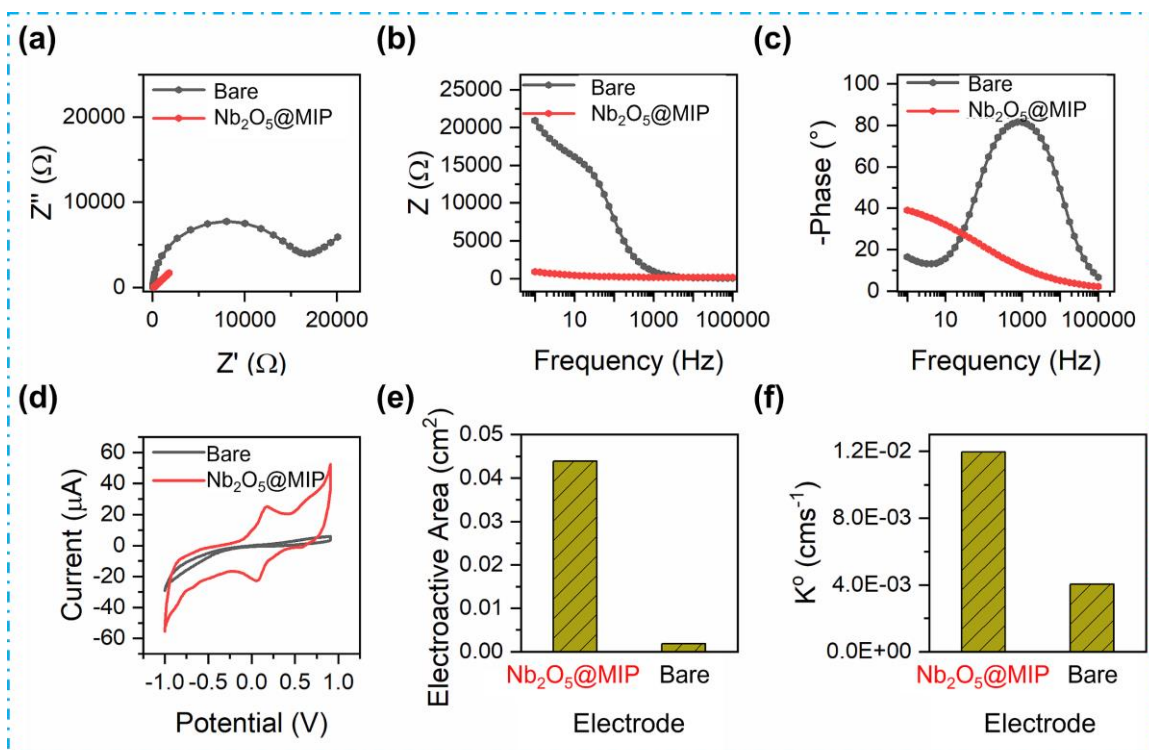 (a)
Bare
Nb₂O₅@MIP
20000
10000
0
Z'' (Ω)
0
10000
20000
Z' (Ω)
(b)
Bare
Nb₂O₅@MIP
25000
20000
15000
10000
5000
0
Z (Ω)
10
1000
100000
Frequency (Hz)
(c)
Bare
Nb₂O₅@MIP
100
80
60
40
20
0
-Phase (°)
10
1000
100000
Frequency (Hz)
(d)
Bare
Nb₂O₅@MIP
60
40
20
0
-20
-40
-60
Current (μA)
-1.0
-0.5
0.0
0.5
1.0
Potential (V)
(e)
0.05
0.04
0.03
0.02
0.01
0.00
Electroactive Area (cm²)
Nb₂O₅@MIP
Bare
Electrode
(f)
1.2E-02
8.0E-03
4.0E-03
0.0E+00
K⁰ (cms⁻¹)
Nb₂O₅@MIP
Bare
Electrode